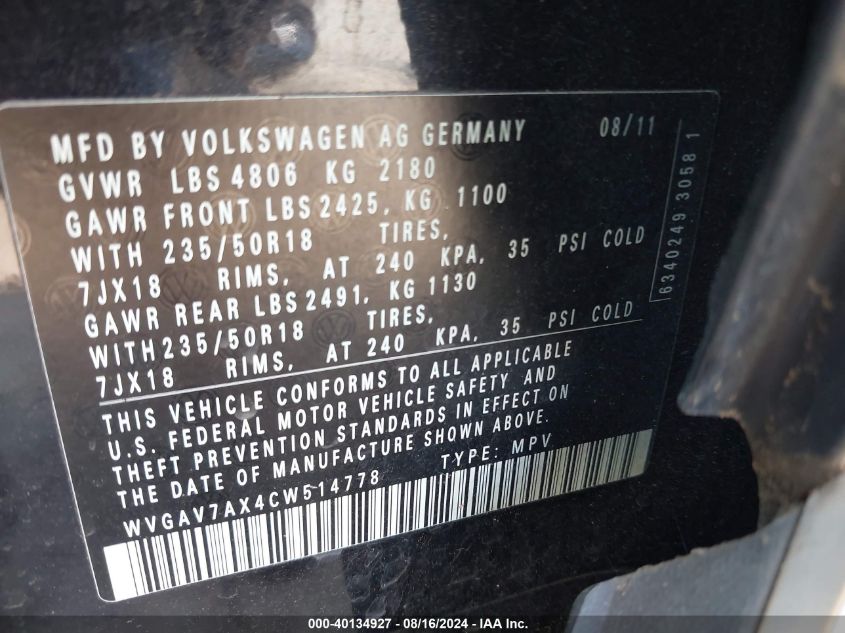 MFD BY VOLKSWAGEN AG GERMANY 08/11
GVWR LBS 4806 KG 2180
GAWR FRONT LBS 2425, KG 1100
WITH 235/50R18 TIRES,
7JX18 RIMS, AT 240 KPA, 35 PSI COLD
GAWR REAR LBS 2491, KG 1130
WITH 235/50R18 TIRES,
7JX18 RIMS, AT 240 KPA, 35 PSI COLD
THIS VEHICLE CONFORMS TO ALL APPLICABLE
U.S. FEDERAL MOTOR VEHICLE SAFETY AND
THEFT PREVENTION STANDARDS IN EFFECT ON
THE DATE OF MANUFACTURE SHOWN ABOVE.
WVGAV7AX4CW514778 TYPE: MPV
6340249 3058 1
000-40134927 - 08/16/2024 - IAA Inc.